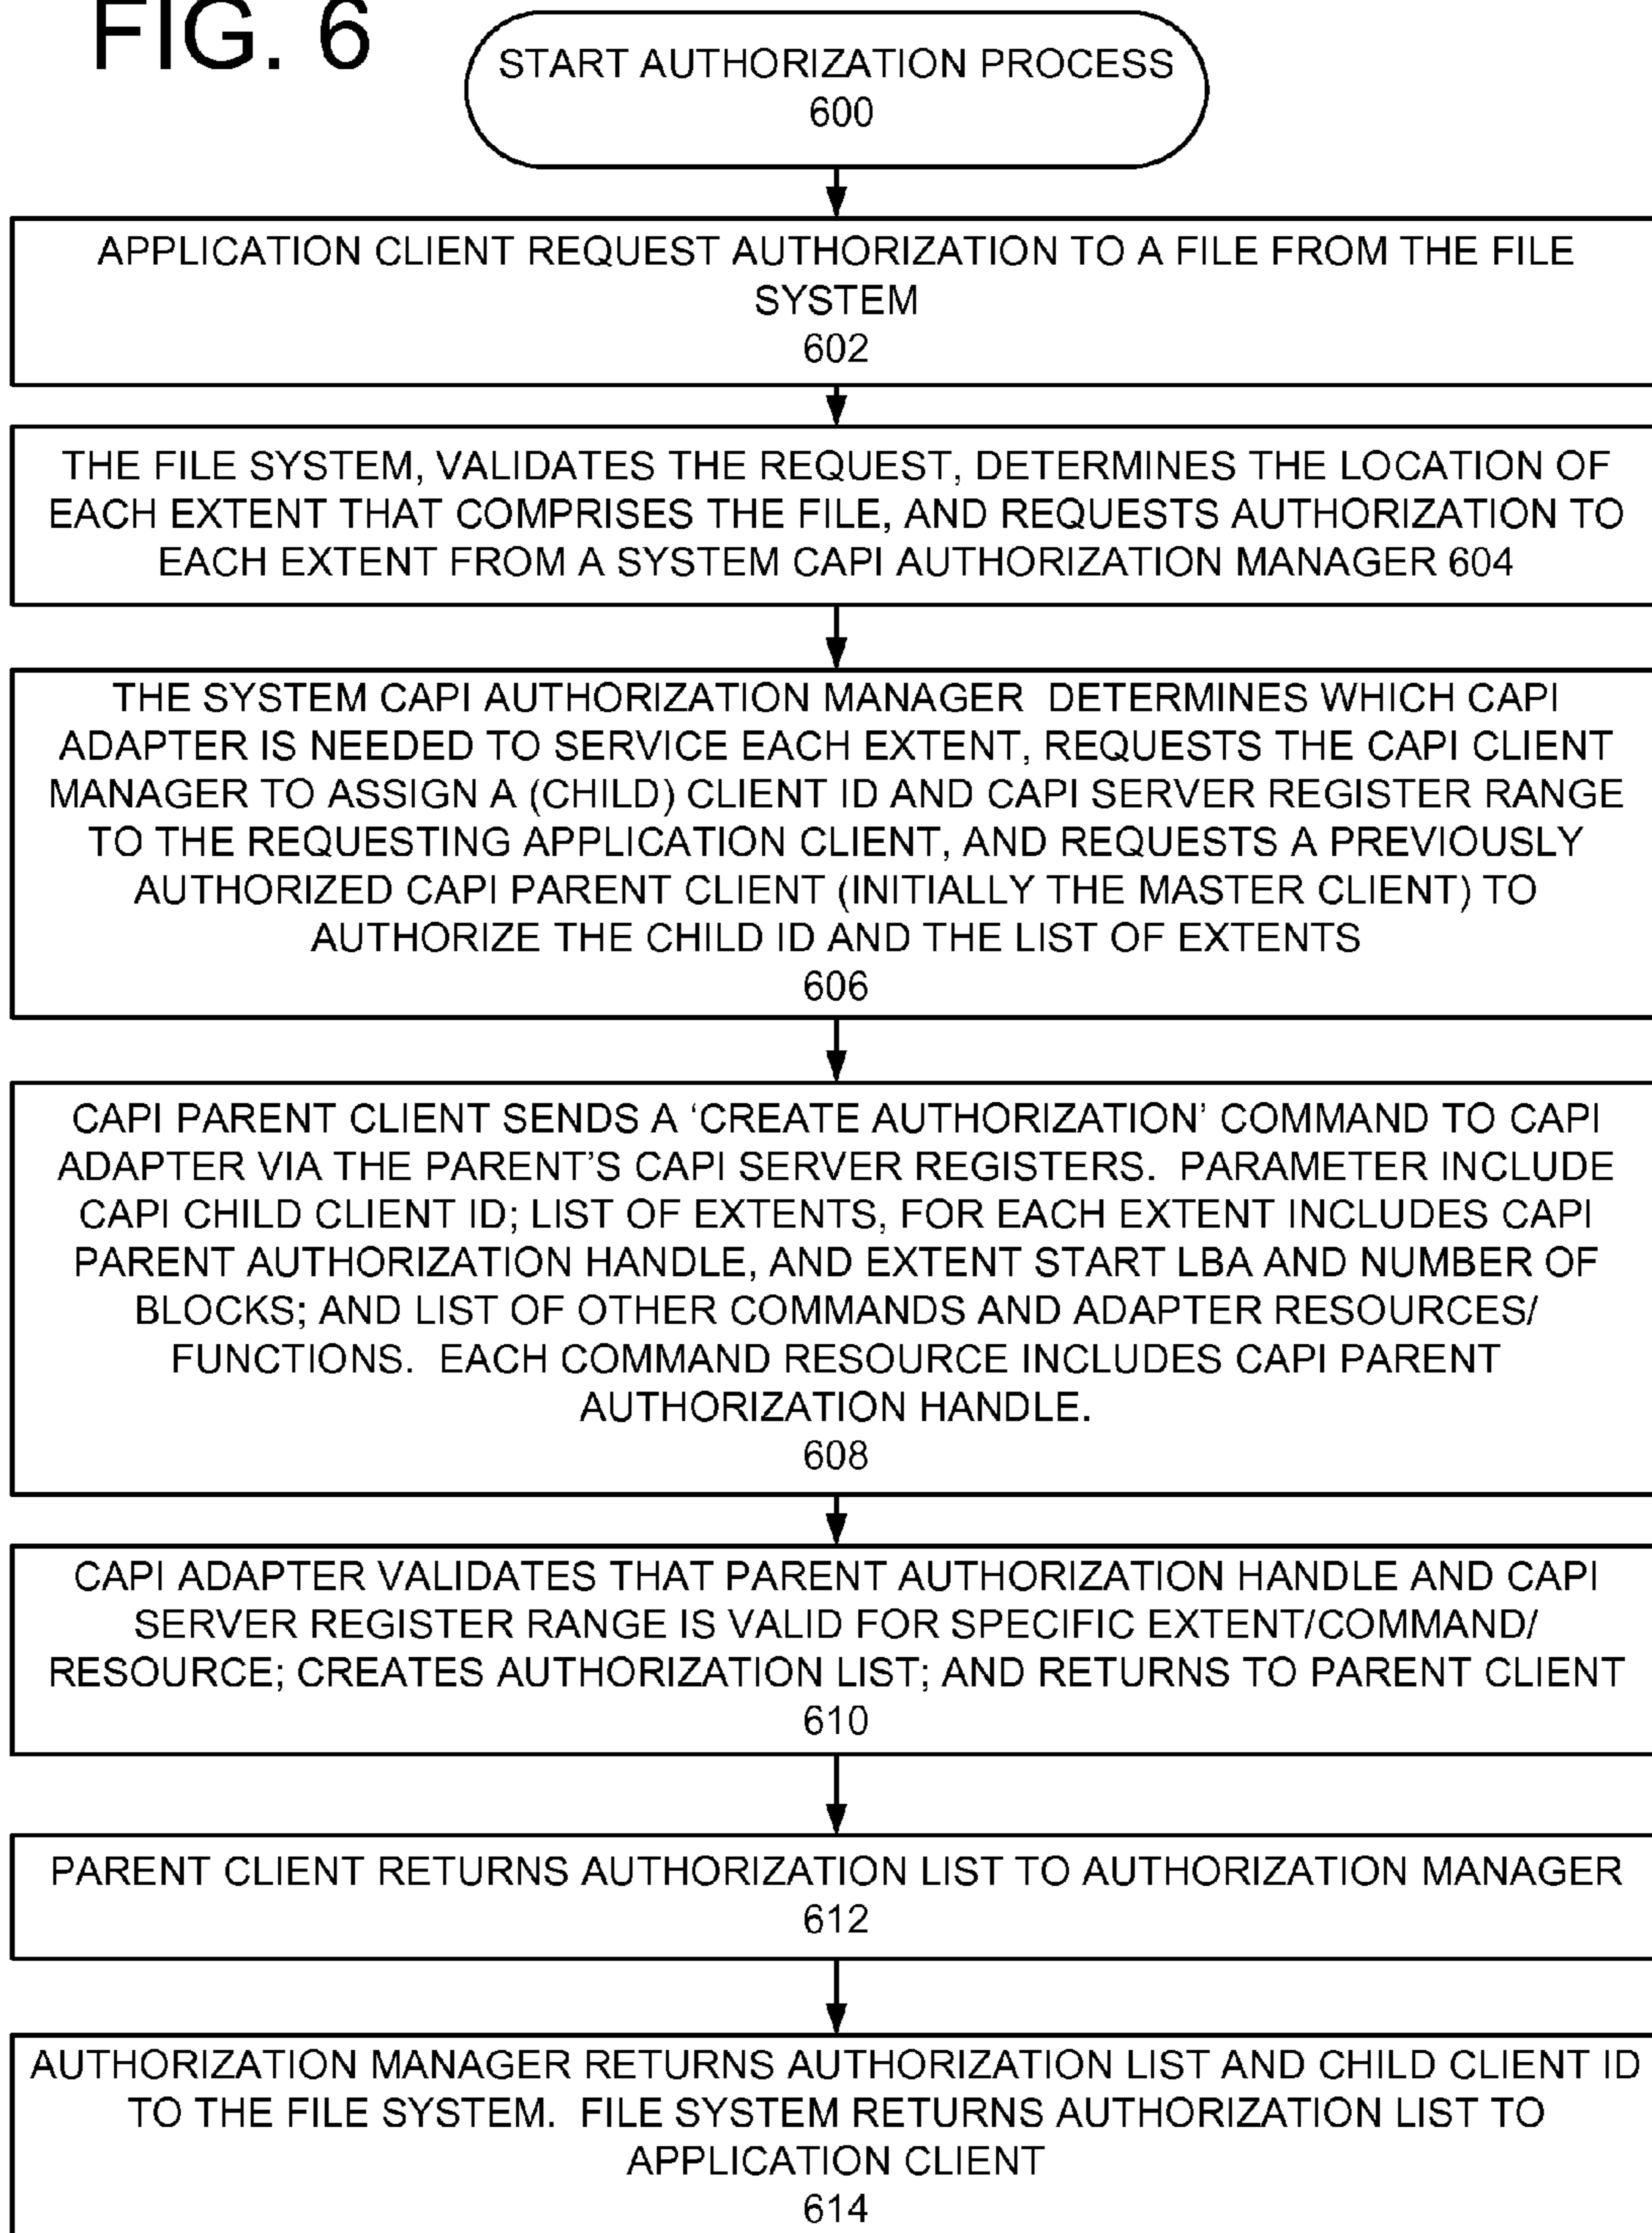 FIG. 6
START AUTHORIZATION PROCESS
600
APPLICATION CLIENT REQUEST AUTHORIZATION TO A FILE FROM THE FILE
SYSTEM
602
THE FILE SYSTEM, VALIDATES THE REQUEST, DETERMINES THE LOCATION OF
EACH EXTENT THAT COMPRISES THE FILE, AND REQUESTS AUTHORIZATION TO
EACH EXTENT FROM A SYSTEM CAPI AUTHORIZATION MANAGER 604
THE SYSTEM CAPI AUTHORIZATION MANAGER DETERMINES WHICH CAPI
ADAPTER IS NEEDED TO SERVICE EACH EXTENT, REQUESTS THE CAPI CLIENT
MANAGER TO ASSIGN A (CHILD) CLIENT ID AND CAPI SERVER REGISTER RANGE
TO THE REQUESTING APPLICATION CLIENT, AND REQUESTS A PREVIOUSLY
AUTHORIZED CAPI PARENT CLIENT (INITIALLY THE MASTER CLIENT) TO
AUTHORIZE THE CHILD ID AND THE LIST OF EXTENTS
606
CAPI PARENT CLIENT SENDS A ‘CREATE AUTHORIZATION’ COMMAND TO CAPI
ADAPTER VIA THE PARENT’S CAPI SERVER REGISTERS. PARAMETER INCLUDE
CAPI CHILD CLIENT ID; LIST OF EXTENTS, FOR EACH EXTENT INCLUDES CAPI
PARENT AUTHORIZATION HANDLE, AND EXTENT START LBA AND NUMBER OF
BLOCKS; AND LIST OF OTHER COMMANDS AND ADAPTER RESOURCES/
FUNCTIONS. EACH COMMAND RESOURCE INCLUDES CAPI PARENT
AUTHORIZATION HANDLE.
608
CAPI ADAPTER VALIDATES THAT PARENT AUTHORIZATION HANDLE AND CAPI
SERVER REGISTER RANGE IS VALID FOR SPECIFIC EXTENT/COMMAND/
RESOURCE; CREATES AUTHORIZATION LIST; AND RETURNS TO PARENT CLIENT
610
PARENT CLIENT RETURNS AUTHORIZATION LIST TO AUTHORIZATION MANAGER
612
AUTHORIZATION MANAGER RETURNS AUTHORIZATION LIST AND CHILD CLIENT ID
TO THE FILE SYSTEM. FILE SYSTEM RETURNS AUTHORIZATION LIST TO
APPLICATION CLIENT
614